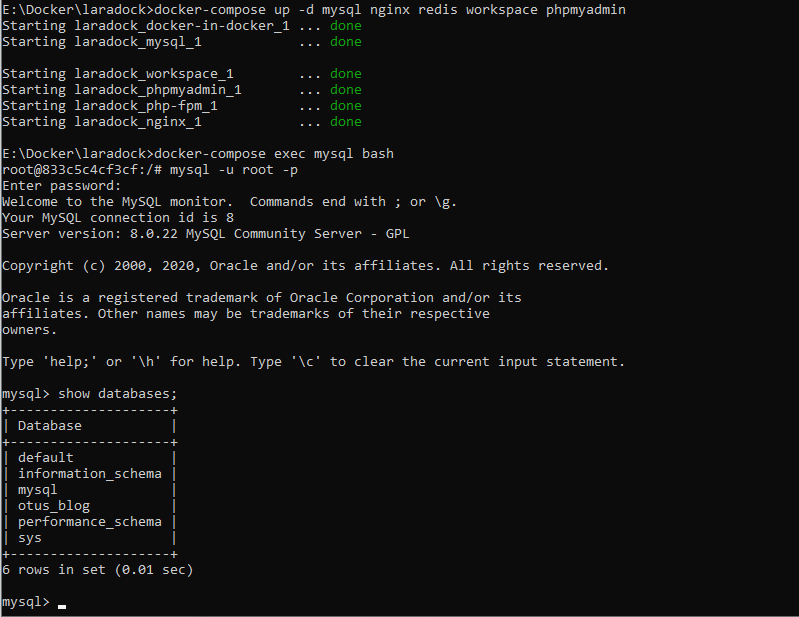 E:\Docker\laradock>docker-compose up -d mysql nginx redis workspace phpmyadmin
Starting laradock_docker-in-docker_1 ... done
Starting laradock_mysql_1            ... done
Starting laradock_workspace_1        ... done
Starting laradock_phpmyadmin_1       ... done
Starting laradock_php-fpm_1          ... done
Starting laradock_nginx_1            ... done
E:\Docker\laradock>docker-compose exec mysql bash
root@833c5c4cf3cf:/# mysql -u root -p
Enter password:
Welcome to the MySQL monitor.  Commands end with ; or \g.
Your MySQL connection id is 8
Server version: 8.0.22 MySQL Community Server - GPL
Copyright (c) 2000, 2020, Oracle and/or its affiliates. All rights reserved.
Oracle is a registered trademark of Oracle Corporation and/or its
affiliates. Other names may be trademarks of their respective
owners.
Type 'help;' or '\h' for help. Type '\c' to clear the current input statement.
mysql> show databases;
+--------------------+
| Database           |
+--------------------+
| default            |
| information_schema |
| mysql              |
| otus_blog          |
| performance_schema |
| sys                |
+--------------------+
6 rows in set (0.01 sec)
mysql> _